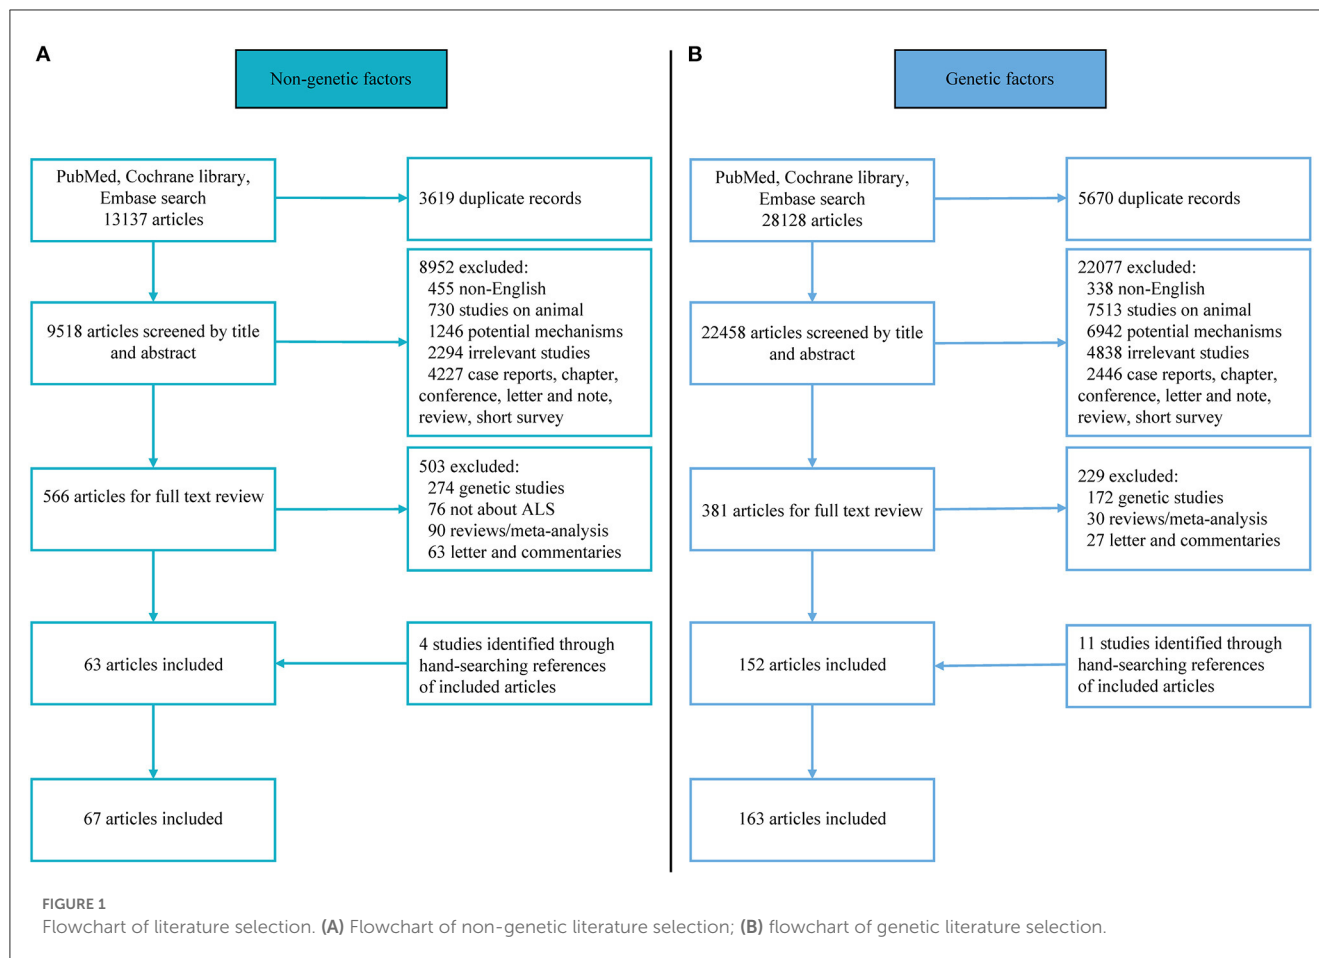 A
Non-genetic factors
PubMed, Cochrane library,
Embase search
13137 articles
3619 duplicate records
9518 articles screened by title
and abstract
8952 excluded:
455 non-English
730 studies on animal
1246 potential mechanisms
2294 irrelevant studies
4227 case reports, chapter,
conference, letter and note,
review, short survey
566 articles for full text review
503 excluded:
274 genetic studies
76 not about ALS
90 reviews/meta-analysis
63 letter and commentaries
63 articles included
4 studies identified through
hand-searching references
of included articles
67 articles included
B
Genetic factors
PubMed, Cochrane library,
Embase search
28128 articles
5670 duplicate records
22458 articles screened by title
and abstract
22077 excluded:
338 non-English
7513 studies on animal
6942 potential mechanisms
4838 irrelevant studies
2446 case reports, chapter,
conference, letter and note,
review, short survey
381 articles for full text review
229 excluded:
172 genetic studies
30 reviews/meta-analysis
27 letter and commentaries
152 articles included
11 studies identified through
hand-searching references
of included articles
163 articles included
FIGURE 1
Flowchart of literature selection. (A) Flowchart of non-genetic literature selection; (B) flowchart of genetic literature selection.